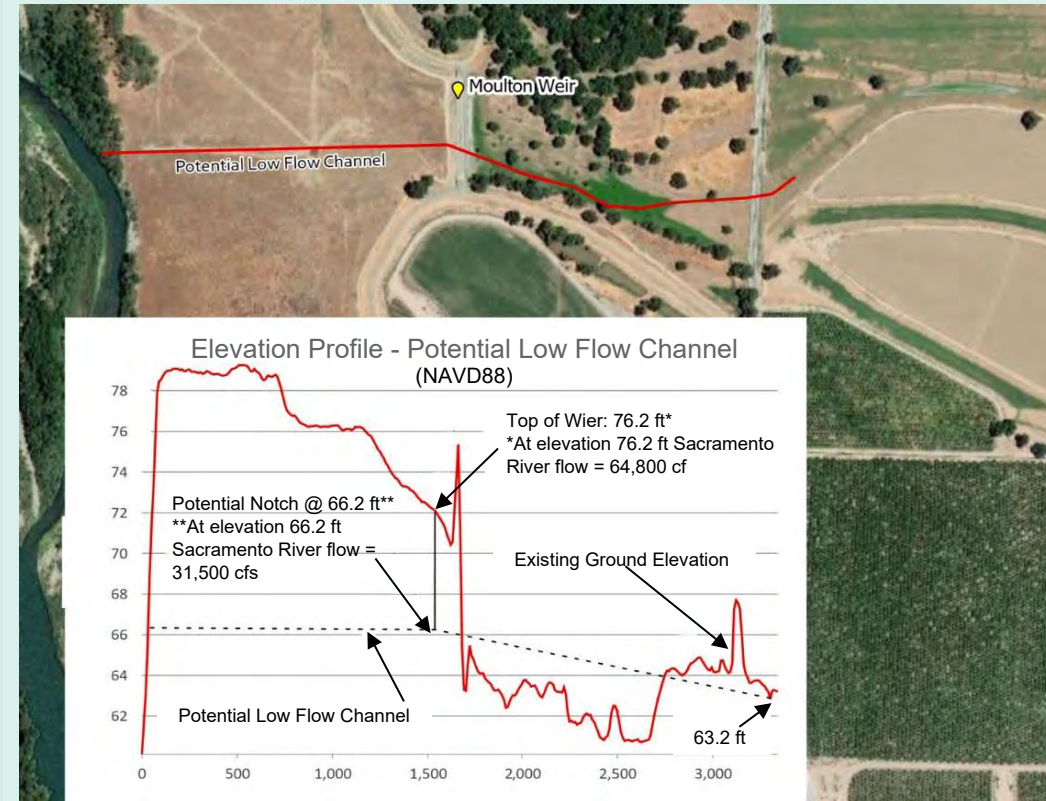 Moulton Weir
Potential Low Flow Channel
Elevation Profile - Potential Low Flow Channel
(NAVD88)
78
76
74
72
70
68
66
64
62
Top of Wier: 76.2 ft*
*At elevation 76.2 ft Sacramento
River flow = 64,800 cf
Potential Notch @ 66.2 ft**
**At elevation 66.2 ft
Sacramento River flow =
31,500 cfs
Existing Ground Elevation
Potential Low Flow Channel
63.2 ft
0
500
1,000
1,500
2,000
2,500
3,000